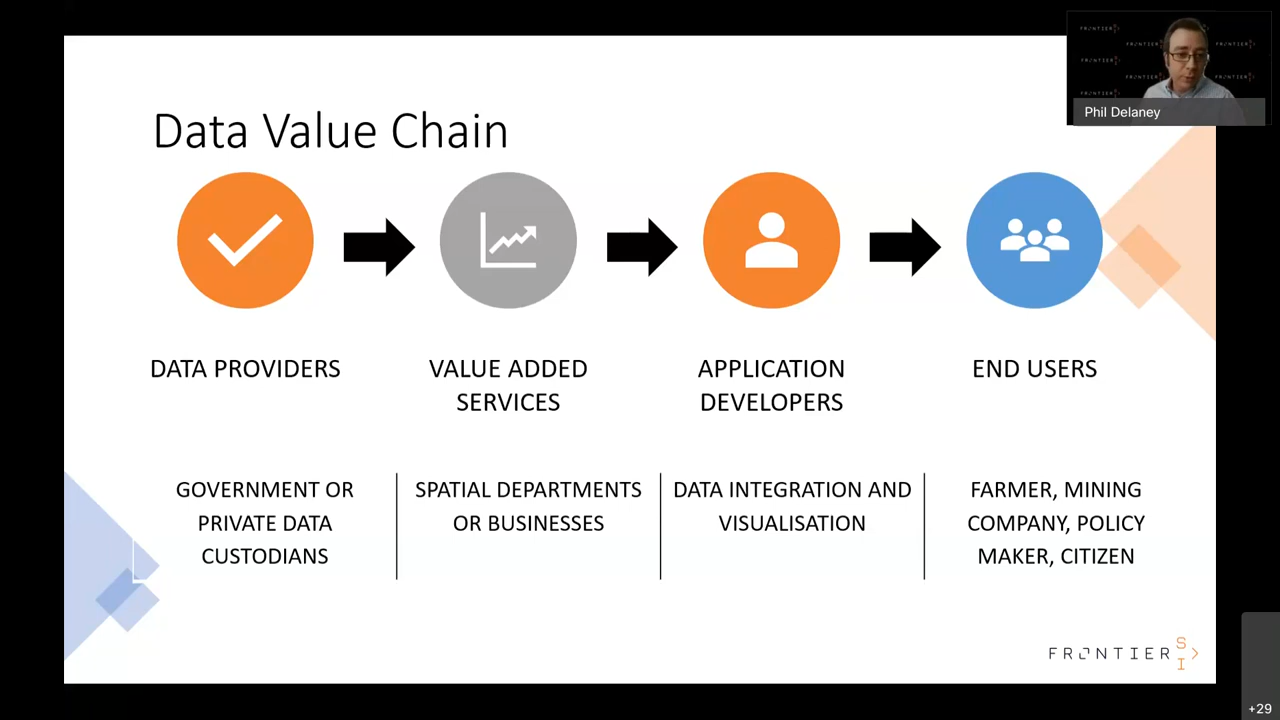 Phil Delaney
Data Value Chain
DATA PROVIDERS
VALUE ADDED
SERVICES
APPLICATION
DEVELOPERS
END USERS
GOVERNMENT OR
PRIVATE DATA
CUSTODIANS
SPATIAL DEPARTMENTS
OR BUSINESSES
DATA INTEGRATION AND
VISUALISATION
FARMER, MINING
COMPANY, POLICY
MAKER, CITIZEN
FRONTIER SI
+29